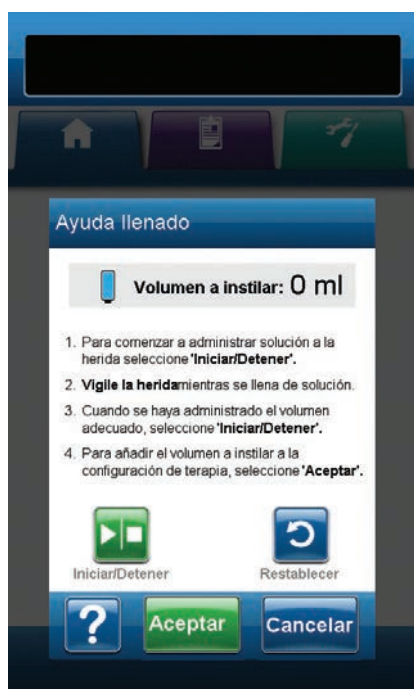 Ayuda llenado
Volumen a instilar: 0 ml
1. Para comenzar a administrar solución a la
herida seleccione 'Iniciar/Detener'.
2. Vigile la heridamientras se llena de solución.
3. Cuando se haya administrado el volumen
adecuado, seleccione 'Iniciar/Detener'.
4. Para añadir el volumen a instilar a la
configuración de terapia, seleccione 'Aceptar'.
Iniciar/Detener Restablecer
? Aceptar Cancelar